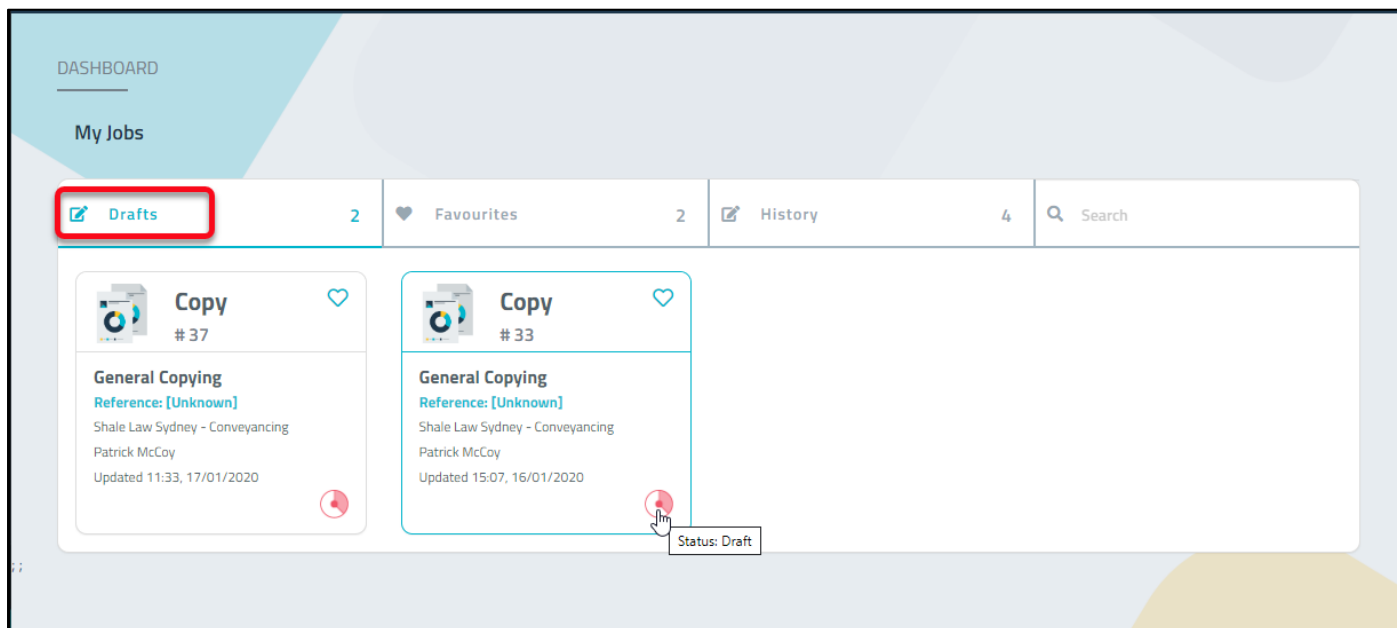 DASHBOARD
My Jobs
Drafts 2 Favourites 2 History 4 Search
Copy
# 37
General Copying
Reference: [Unknown]
Shale Law Sydney - Conveyancing
Patrick McCoy
Updated 11:33, 17/01/2020
Copy
# 33
General Copying
Reference: [Unknown]
Shale Law Sydney - Conveyancing
Patrick McCoy
Updated 15:07, 16/01/2020
Status: Draft
;;